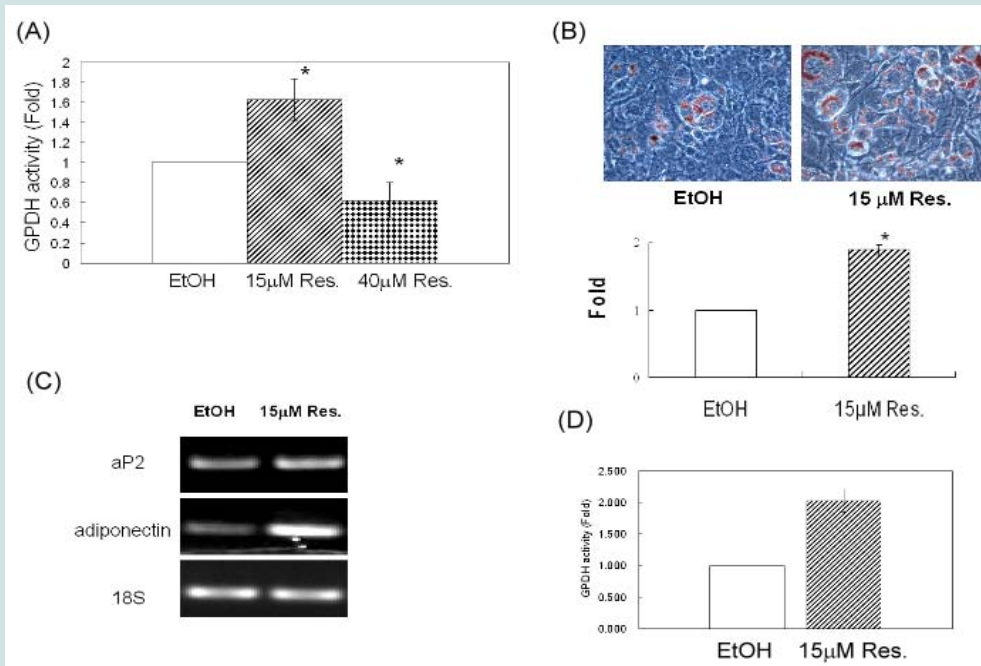 (A)
*
*
GPDH activity (Fold)
2
1.8
1.6
1.4
1.2
1
0.8
0.6
0.4
0.2
0
EtOH 15μM Res. 40μM Res.
(B)
EtOH 15 μM Res.
*
Fold
2
1
0
EtOH 15μM Res.
(C)
EtOH 15μM Res.
aP2
adiponectin
18S
(D)
GPDH activity (Fold)
2.500
2.000
1.500
1.000
0.500
0.000
EtOH 15μM Res.